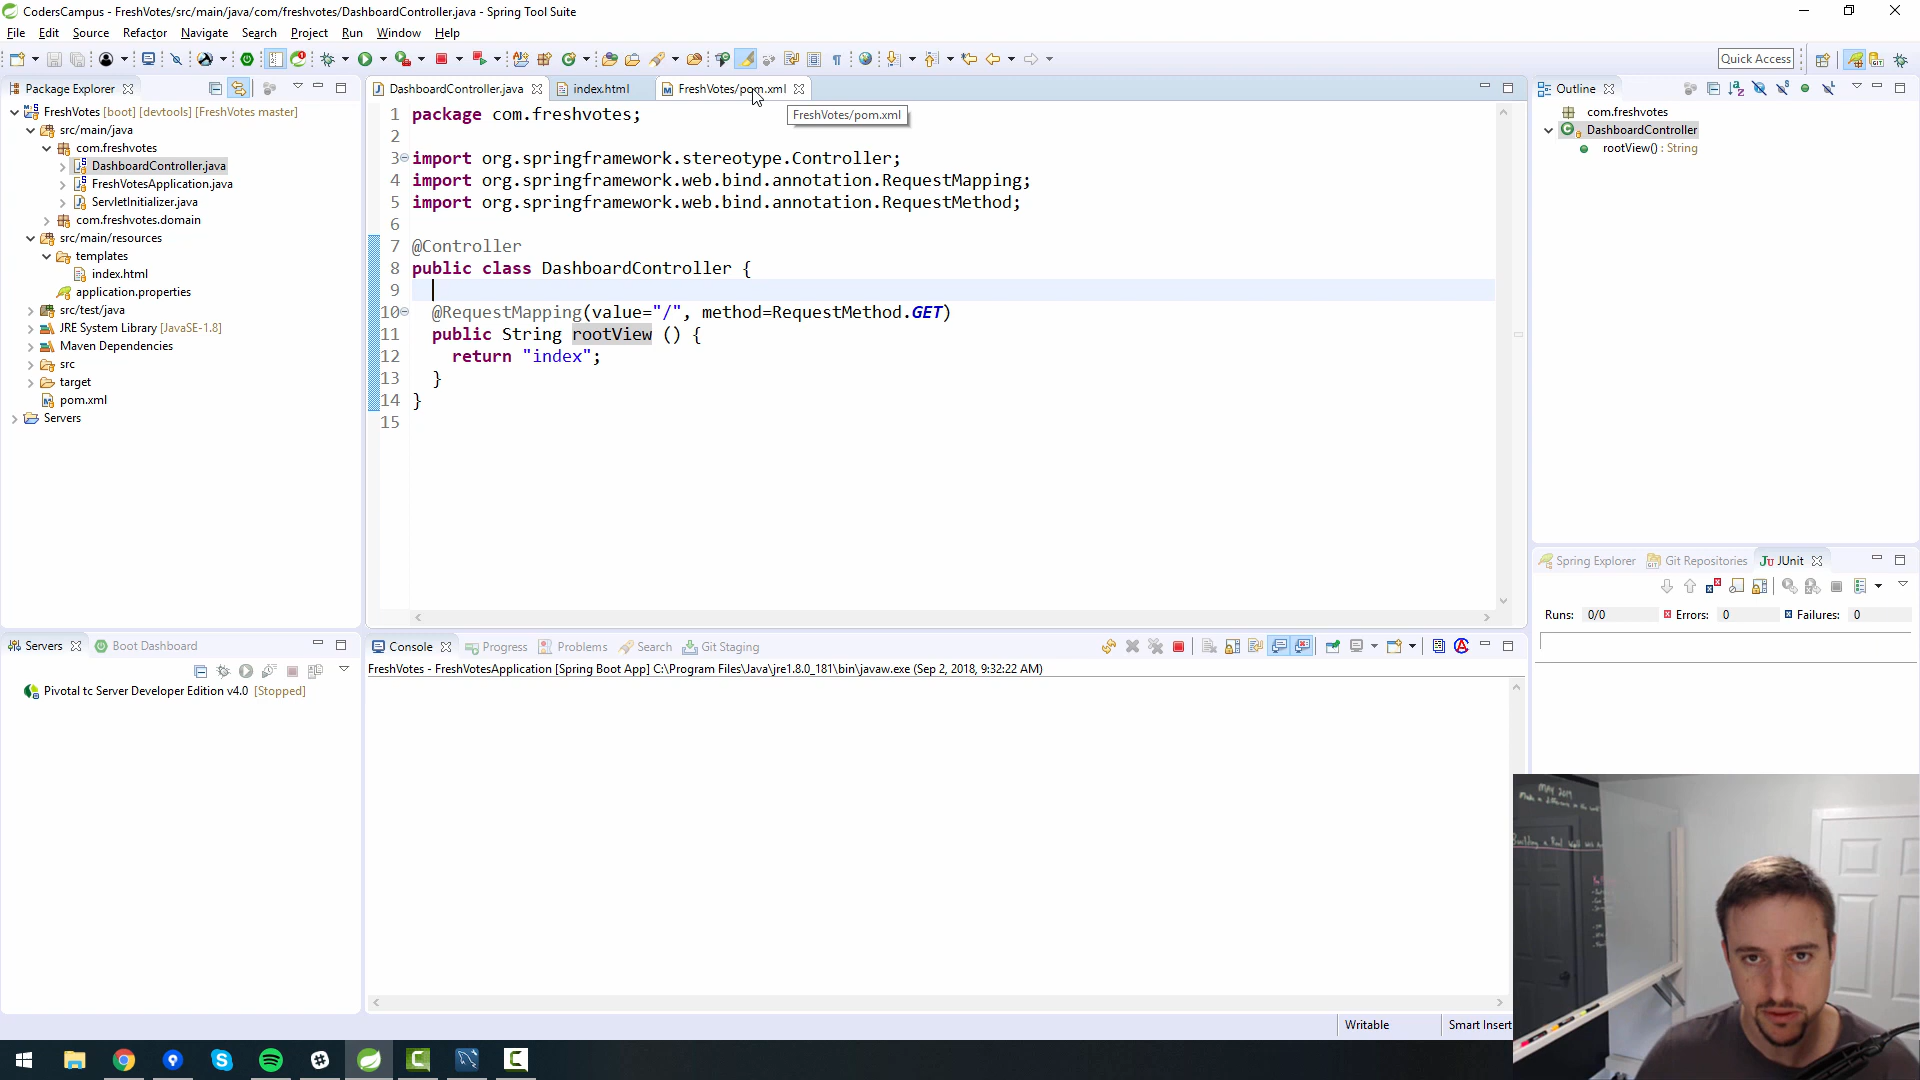 CodersCampus - FreshVotes/src/main/java/com/freshvotes/DashboardController.java - Spring Tool Suite
File Edit Source Refactor Navigate Search Project Run Window Help
Quick Access
Package Explorer
FreshVotes [boot] [devtools] [FreshVotes master]
src/main/java
com.freshvotes
DashboardController.java
FreshVotesApplication.java
ServletInitializer.java
com.freshvotes.domain
src/main/resources
templates
index.html
application.properties
src/test/java
JRE System Library [JavaSE-1.8]
Maven Dependencies
src
target
pom.xml
Servers
DashboardController.java index.html FreshVotes/pom.xml
FreshVotes/pom.xml
1 package com.freshvotes;
2
3 import org.springframework.stereotype.Controller;
4 import org.springframework.web.bind.annotation.RequestMapping;
5 import org.springframework.web.bind.annotation.RequestMethod;
6
7 @Controller
8 public class DashboardController {
9
10 @RequestMapping(value="/", method=RequestMethod.GET)
11 public String rootView () {
12 return "index";
13 }
14 }
15
Outline
com.freshvotes
DashboardController
rootView() : String
Spring Explorer Git Repositories JUnit
Runs: 0/0 Errors: 0 Failures: 0
Servers Boot Dashboard
Pivotal tc Server Developer Edition v4.0 [Stopped]
Console Progress Problems Search Git Staging
FreshVotes - FreshVotesApplication [Spring Boot App] C:\Program Files\Java\jre1.8.0_181\bin\javaw.exe (Sep 2, 2018, 9:32:22 AM)
Writable Smart Insert